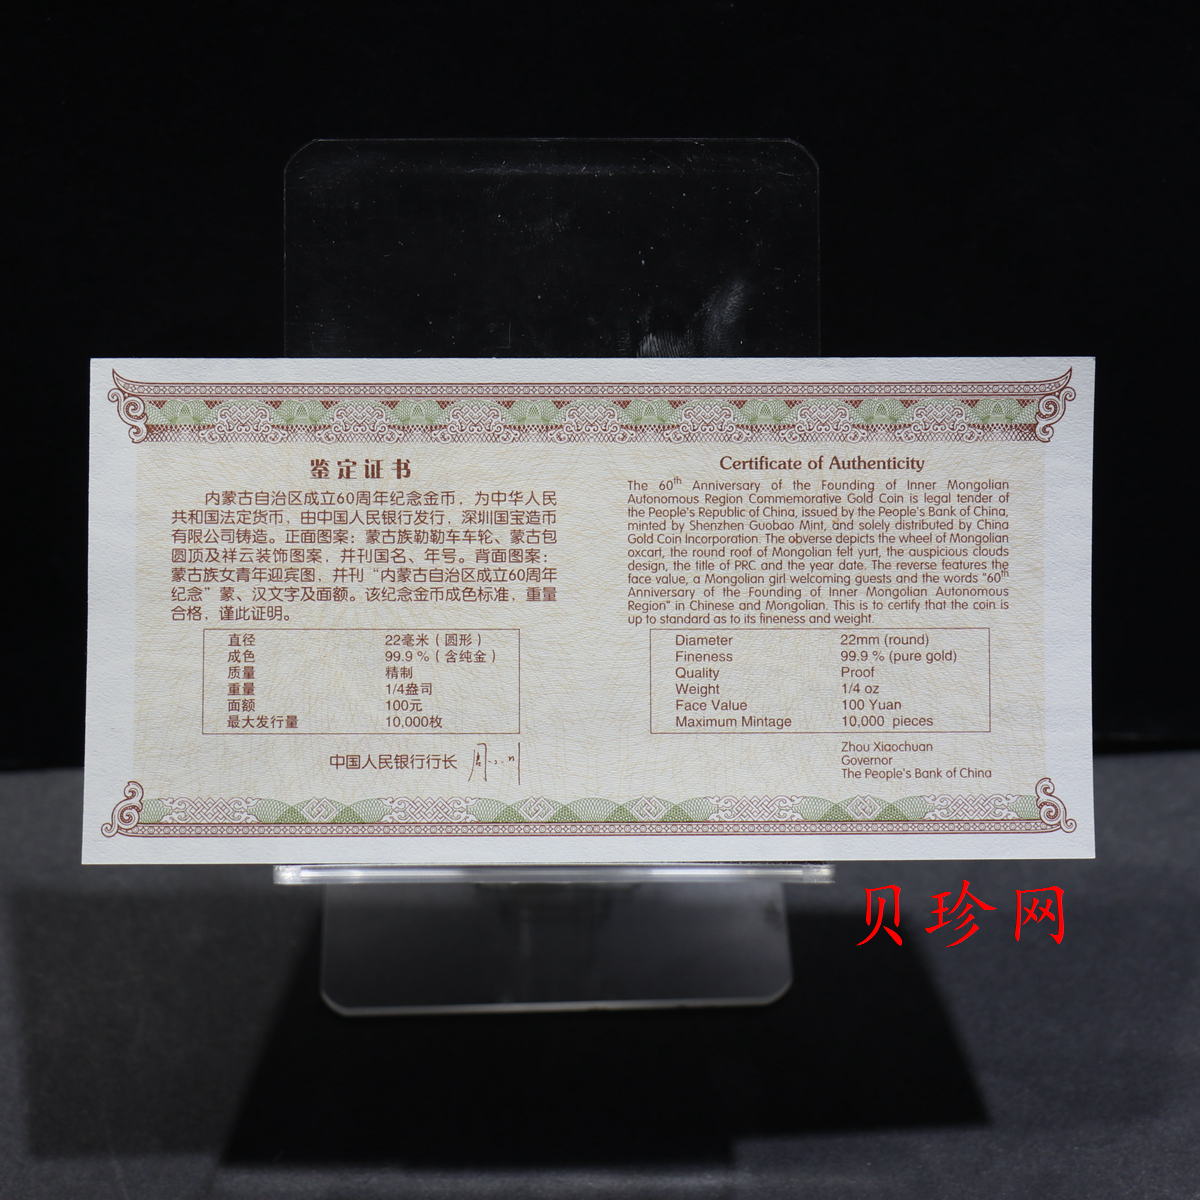 鉴定证书
内蒙古自治区成立60周年纪念金币，为中华人民
共和国法定货币，由中国人民银行发行，深圳国宝造币
有限公司铸造。正面图案：蒙古族勒勒车车轮、蒙古包
圆顶及祥云装饰图案，并刊国名、年号。背面图案：
蒙古族女青年迎宾图，并刊“内蒙古自治区成立60周年
纪念”蒙、汉文字及面额。该纪念金币成色标准，重量
合格，谨此证明。
直径 22毫米（圆形）
成色 99.9％（含纯金）
质量 精制
重量 1/4盎司
面额 100元
最大发行量 10,000枚
中国人民银行行长 周小川
Certificate of Authenticity
The 60th Anniversary of the Founding of Inner Mongolian
Autonomous Region Commemorative Gold Coin is legal tender of
the People's Republic of China, issued by the People's Bank of China,
minted by Shenzhen Guobao Mint, and solely distributed by China
Gold Coin Incorporation. The obverse depicts the wheel of Mongolian
oxcart, the round roof of Mongolian felt yurt, the auspicious clouds
design, the title of PRC and the year date. The reverse features the
face value, a Mongolian girl welcoming guests and the words "60th
Anniversary of the Founding of Inner Mongolian Autonomous
Region" in Chinese and Mongolian. This is to certify that the coin is
up to standard as to its fineness and weight.
Diameter 22mm (round)
Fineness 99.9 % (pure gold)
Quality Proof
Weight 1/4 oz
Face Value 100 Yuan
Maximum Mintage 10,000 pieces
Zhou Xiaochuan
Governor
The People's Bank of China
贝珍网